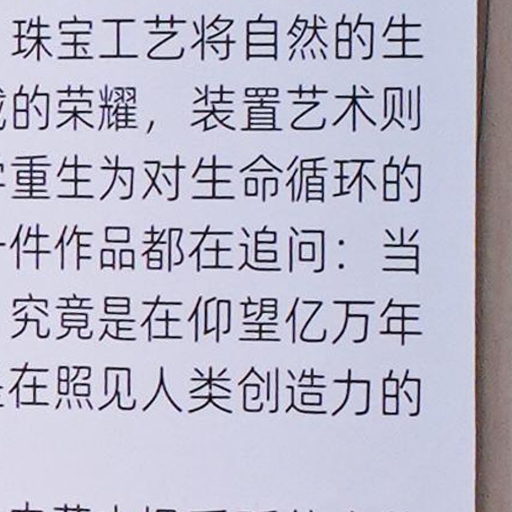 珠宝工艺将自然的生
的荣耀，装置艺术则
重生为对生命循环的
件作品都在追问：当
究竟是在仰望亿万年
在照见人类创造力的